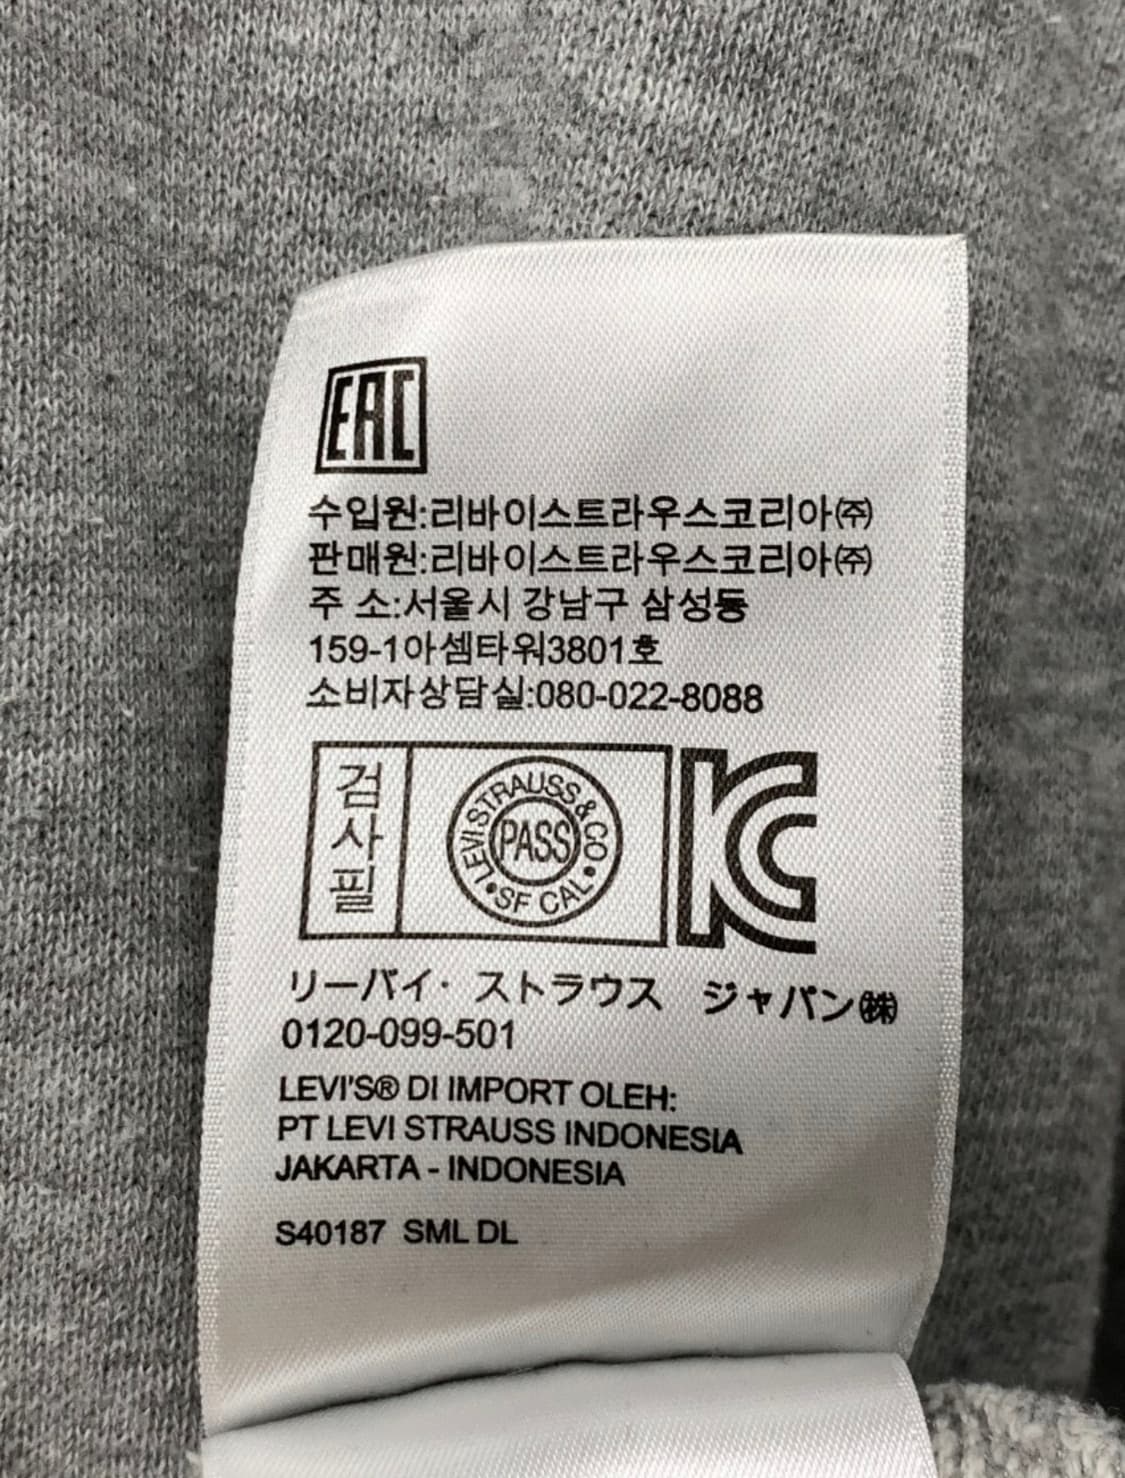 EAC
수입원:리바이스트라우스코리아㈜
판매원:리바이스트라우스코리아㈜
주 소:서울시 강남구 삼성동
159-1아셈타워3801호
소비자상담실:080-022-8088
검사필
LEVI STRAUSS & CO • SF CAL •
PASS
KC
リーバイ・ストラウス ジャパン㈱
0120-099-501
LEVI'S® DI IMPORT OLEH:
PT LEVI STRAUSS INDONESIA
JAKARTA - INDONESIA
S40187 SML DL